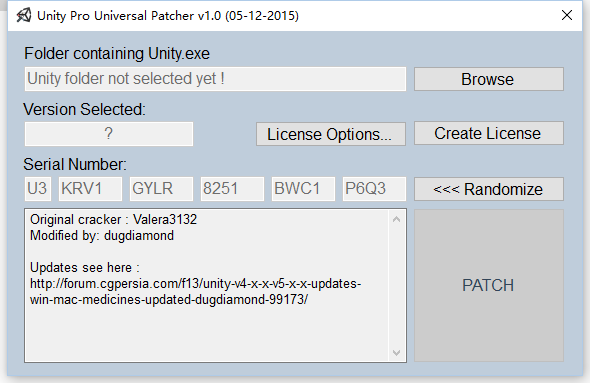 Unity Pro Universal Patcher v1.0 (05-12-2015)
Folder containing Unity.exe
Unity folder not selected yet !
Browse
Version Selected:
?
License Options...
Create License
Serial Number:
U3 KRV1 GYLR 8251 BWC1 P6Q3
<<< Randomize
Original cracker : Valera3132
Modified by: dugdiamond
Updates see here :
http://forum.cgpersia.com/f13/unity-v4-x-x-v5-x-x-updates-
win-mac-medicines-updated-dugdiamond-99173/
PATCH